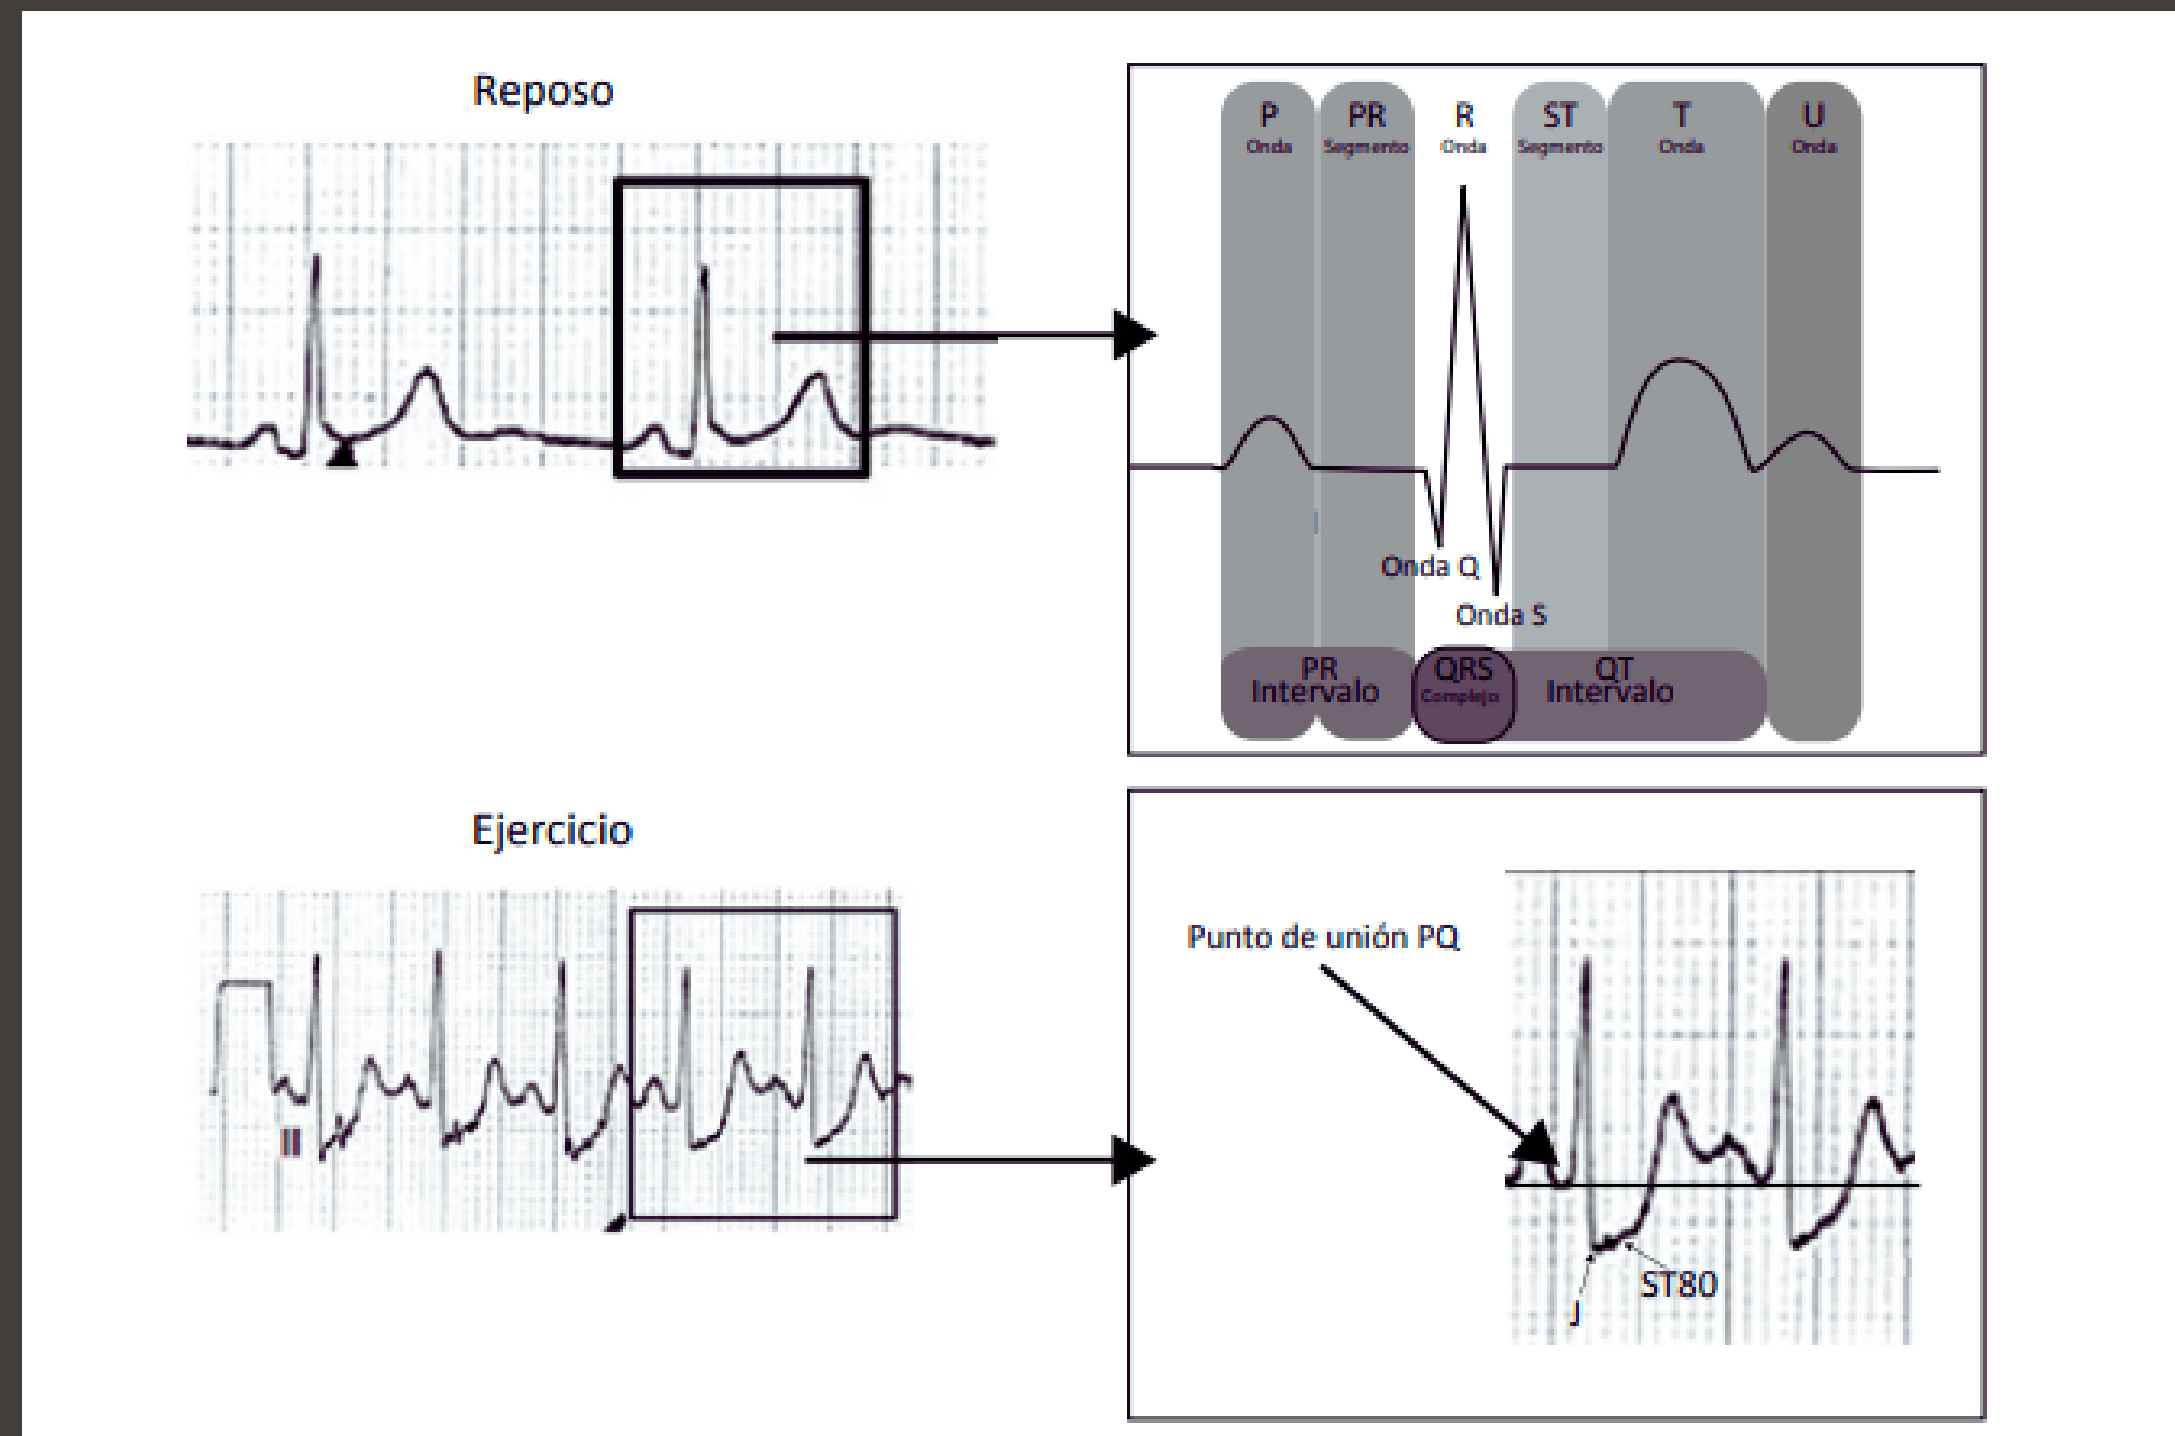 Reposo
P
Onda
PR
Segmento
R
Onda
ST
Segmento
T
Onda
U
Onda
Onda Q
Onda S
PR
Intervalo
QRS
Complejo
QT
Intervalo
Ejercicio
II
Punto de unión PQ
ST80
J